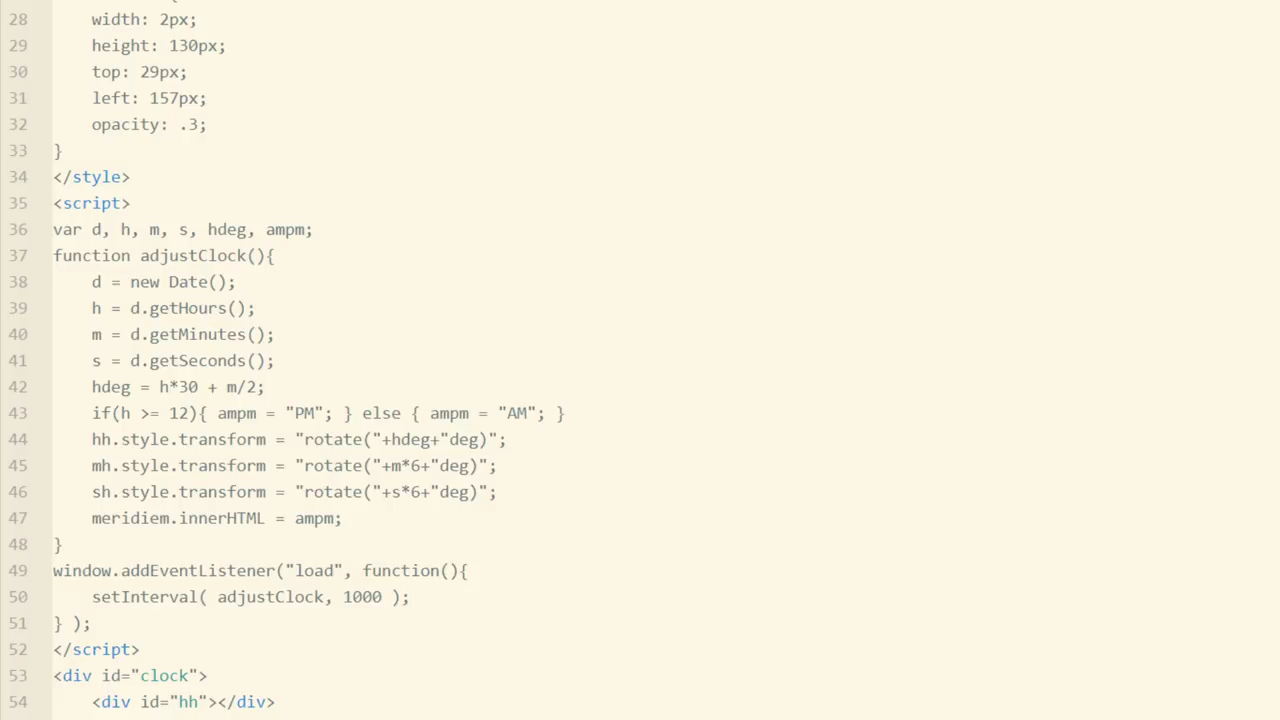 28 width: 2px;
29 height: 130px;
30 top: 29px;
31 left: 157px;
32 opacity: .3;
33 }
34 </style>
35 <script>
36 var d, h, m, s, hdeg, ampm;
37 function adjustClock(){
38 d = new Date();
39 h = d.getHours();
40 m = d.getMinutes();
41 s = d.getSeconds();
42 hdeg = h*30 + m/2;
43 if(h >= 12){ ampm = "PM"; } else { ampm = "AM"; }
44 hh.style.transform = "rotate("+hdeg+"deg)";
45 mh.style.transform = "rotate("+m*6+"deg)";
46 sh.style.transform = "rotate("+s*6+"deg)";
47 meridiem.innerHTML = ampm;
48 }
49 window.addEventListener("load", function(){
50 setInterval( adjustClock, 1000 );
51 } );
52 </script>
53 <div id="clock">
54 <div id="hh"></div>